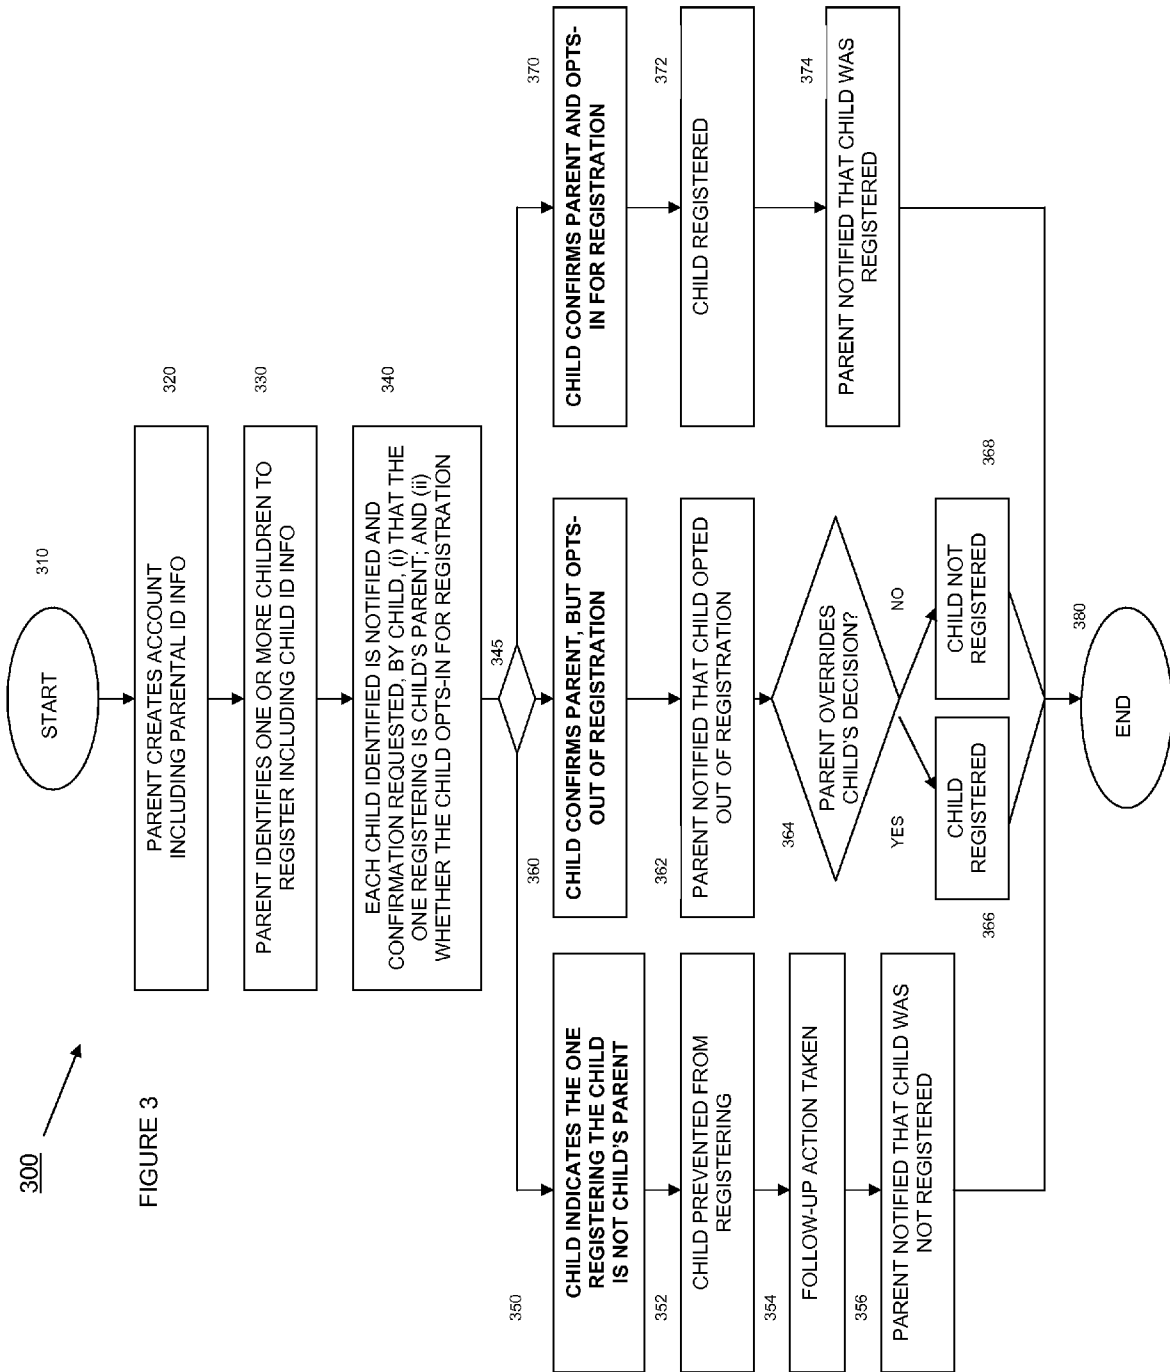 300
FIGURE 3
START
310
PARENT CREATES ACCOUNT
INCLUDING PARENTAL ID INFO
320
PARENT IDENTIFIES ONE OR MORE CHILDREN TO
REGISTER INCLUDING CHILD ID INFO
330
EACH CHILD IDENTIFIED IS NOTIFIED AND
CONFIRMATION REQUESTED, BY CHILD, (i) THAT THE
ONE REGISTERING IS CHILD'S PARENT; AND (ii)
WHETHER THE CHILD OPTS-IN FOR REGISTRATION
340
345
350
CHILD INDICATES THE ONE
REGISTERING THE CHILD
IS NOT CHILD'S PARENT
352
CHILD PREVENTED FROM
REGISTERING
354
FOLLOW-UP ACTION TAKEN
356
PARENT NOTIFIED THAT CHILD WAS
NOT REGISTERED
360
CHILD CONFIRMS PARENT, BUT OPTS-
OUT OF REGISTRATION
362
PARENT NOTIFIED THAT CHILD OPTED
OUT OF REGISTRATION
364
PARENT OVERRIDES
CHILD'S DECISION?
YES
NO
366
CHILD
REGISTERED
CHILD NOT
REGISTERED
368
370
CHILD CONFIRMS PARENT AND OPTS-
IN FOR REGISTRATION
372
CHILD REGISTERED
374
PARENT NOTIFIED THAT CHILD WAS
REGISTERED
380
END